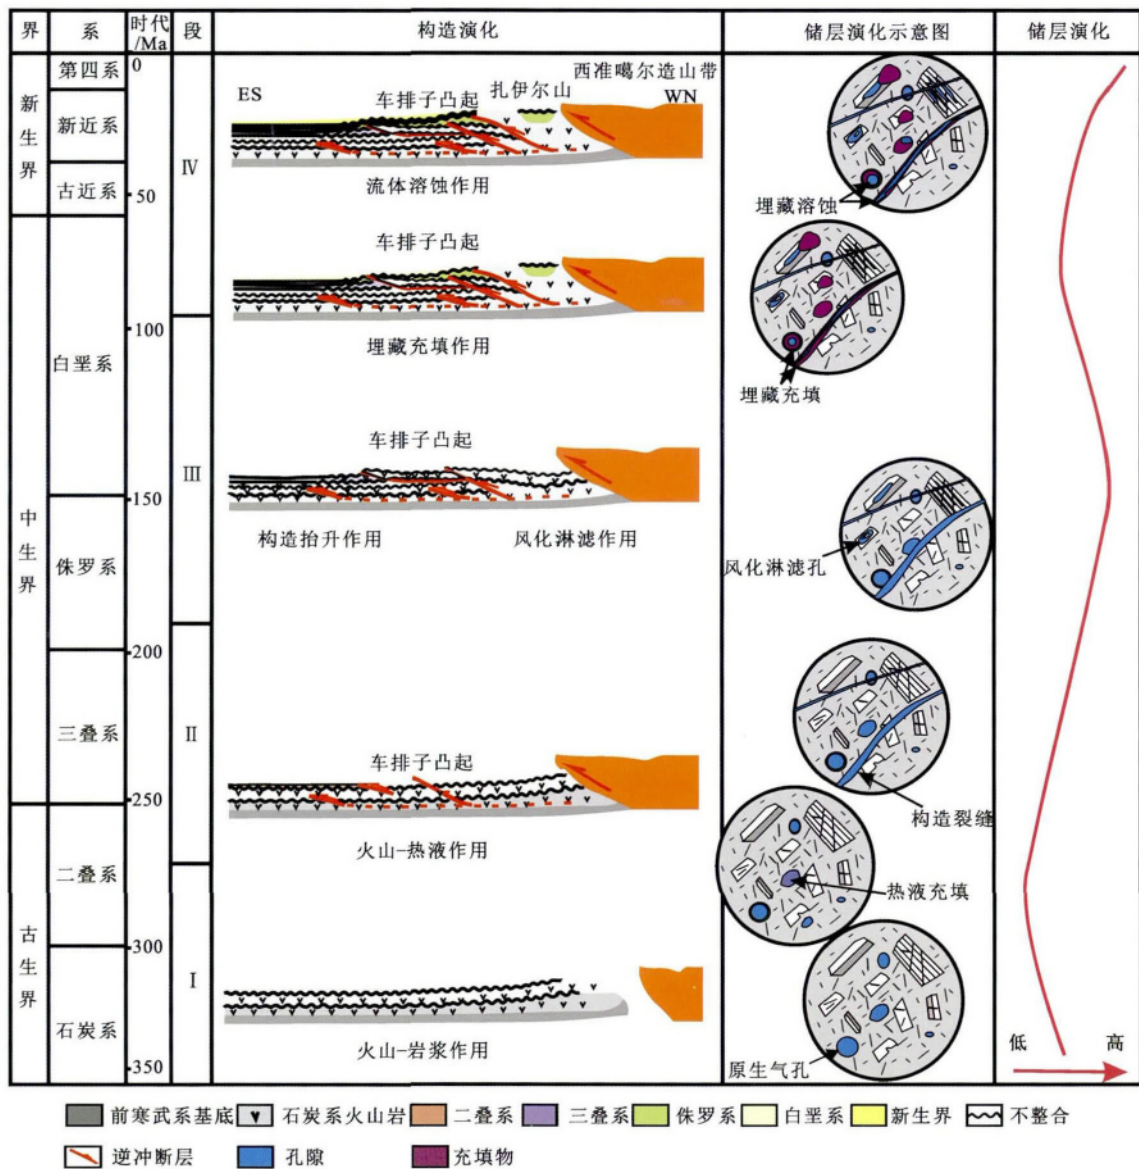 界 系 时代/Ma 段 构造演化 储层演化示意图 储层演化
第四系
0
新生界
西准噶尔造山带
扎伊尔山
车排子凸起
ES
WN
新近系
Ⅳ
古近系
流体溶蚀作用
50
埋藏溶蚀
车排子凸起
100
埋藏充填作用
白垩系
埋藏充填
车排子凸起
Ⅲ
150
中生界
构造抬升作用
风化淋滤作用
侏罗系
风化淋滤孔
200
三叠系
Ⅱ
车排子凸起
250
构造裂缝
火山–热液作用
二叠系
热液充填
300
古生界
Ⅰ
石炭系
低
高
火山–岩浆作用
350
原生气孔
前寒武系基底 石炭系火山岩 二叠系 三叠系 侏罗系 白垩系 新生界 不整合
逆冲断层 孔隙 充填物